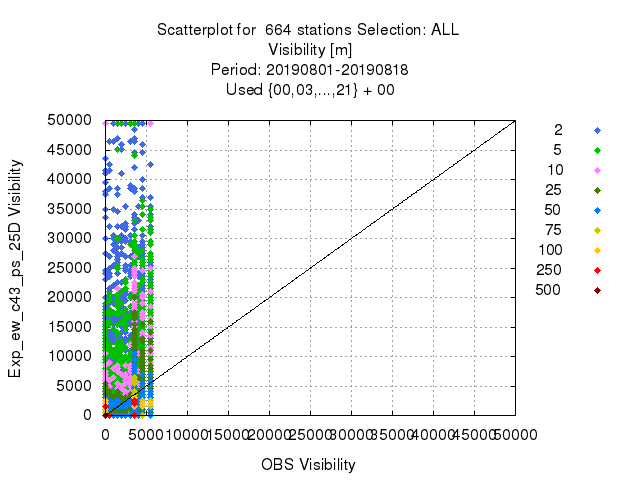 Scatterplot for 664 stations Selection: ALL
Visibility [m]
Period: 20190801-20190818
Used {00,03,...,21} + 00
Exp_ew_c43_ps_25D Visibility
50000
45000
40000
35000
30000
25000
20000
15000
10000
5000
0
0 5000 10000 15000 20000 25000 30000 35000 40000 45000 50000
OBS Visibility
2
5
10
25
50
75
100
250
500